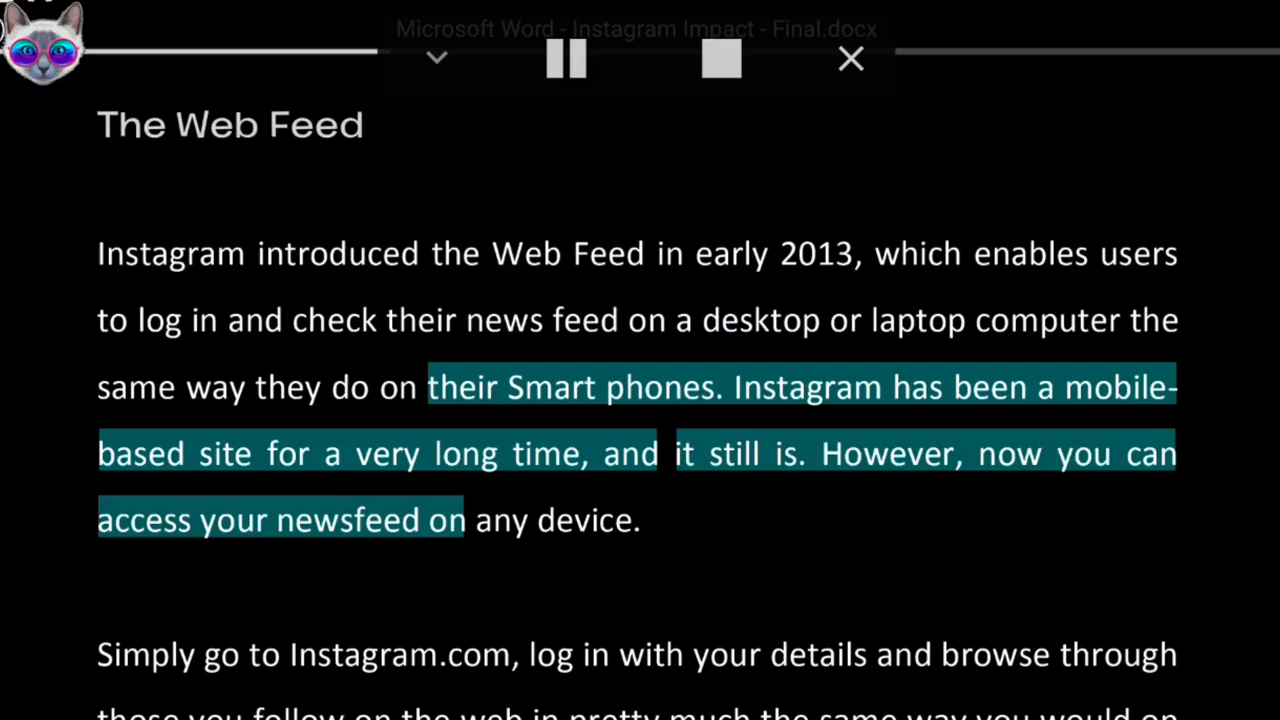 Microsoft Word - Instagram Impact - Final.docx
The Web Feed
Instagram introduced the Web Feed in early 2013, which enables users
to log in and check their news feed on a desktop or laptop computer the
same way they do on their Smart phones. Instagram has been a mobile-
based site for a very long time, and it still is. However, now you can
access your newsfeed on any device.
Simply go to Instagram.com, log in with your details and browse through
those you follow on the web in pretty much the same way you would on